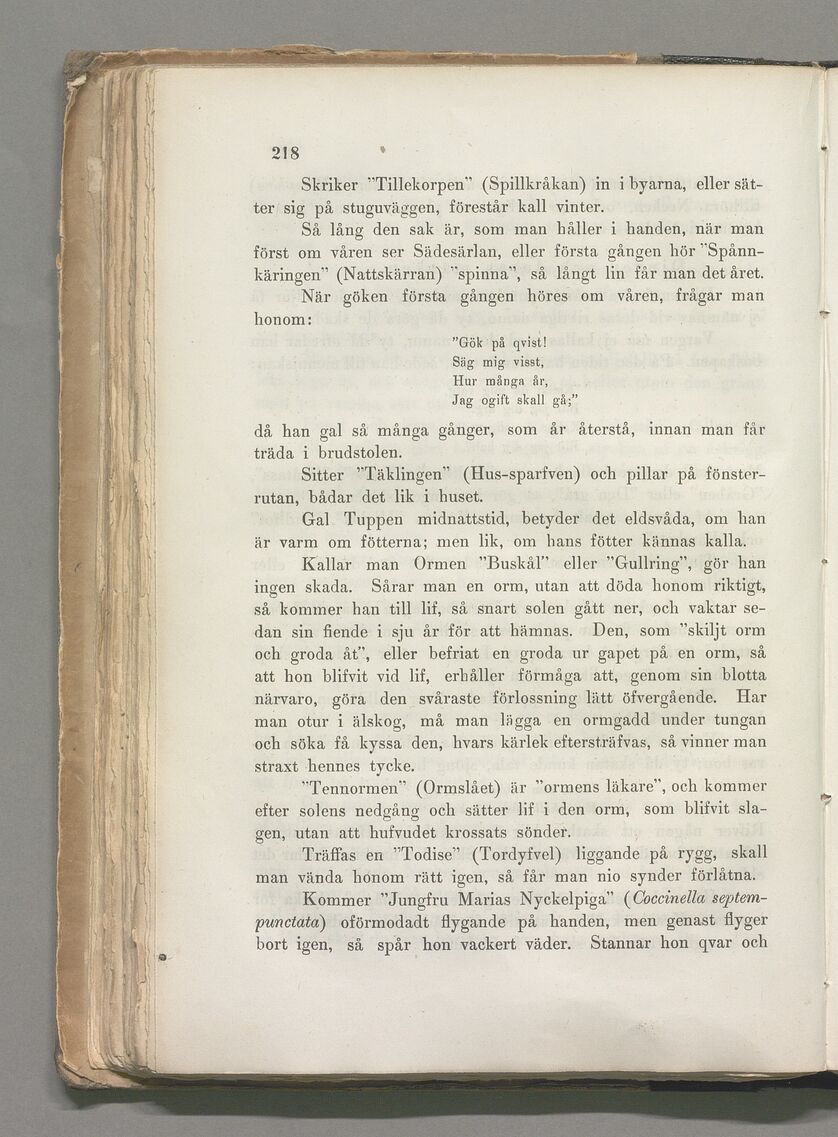 218
Skriker "Tillekorpen" (Spillkråkan) in i byarna, eller sät-
ter sig på stuguväggen, förestår kall vinter.
Så lång den sak är, som man håller i handen, när man
först om våren ser Sädesärlan, eller första gången hör "Spånn-
käringen" (Nattskärran) "spinna", så långt lin får man det året.
När göken första gången höres om våren, frågar man
honom:
"Gök på qvist!
Säg mig visst,
Hur många år,
Jag ogift skall gå;"
då han gal så många gånger, som år återstå, innan man får
träda i brudstolen.
Sitter "Täklingen" (Hus-sparfven) och pillar på fönster-
rutan, bådar det lik i huset.
Gal Tuppen midnattstid, betyder det eldsvåda, om han
är varm om fötterna; men lik, om hans fötter kännas kalla.
Kallar man Ormen "Buskål" eller "Gullring", gör han
ingen skada. Sårar man en orm, utan att döda honom riktigt,
så kommer han till lif, så snart solen gått ner, och vaktar se-
dan sin fiende i sju år för att hämnas. Den, som "skiljt orm
och groda åt", eller befriat en groda ur gapet på en orm, så
att hon blifvit vid lif, erhåller förmåga att, genom sin blotta
närvaro, göra den svåraste förlossning lätt öfvergående. Har
man otur i älskog, må man lägga en ormgadd under tungan
och söka få kyssa den, hvars kärlek eftersträfvas, så vinner man
straxt hennes tycke.
"Tennormen" (Ormslået) är "ormens läkare", och kommer
efter solens nedgång och sätter lif i den orm, som blifvit sla-
gen, utan att hufvudet krossats sönder.
Träffas en "Todise" (Tordyfvel) liggande på rygg, skall
man vända honom rätt igen, så får man nio synder förlåtna.
Kommer "Jungfru Marias Nyckelpiga" (Coccinella septem-
punctata) oförmodadt flygande på handen, men genast flyger
bort igen, så spår hon vackert väder. Stannar hon qvar och